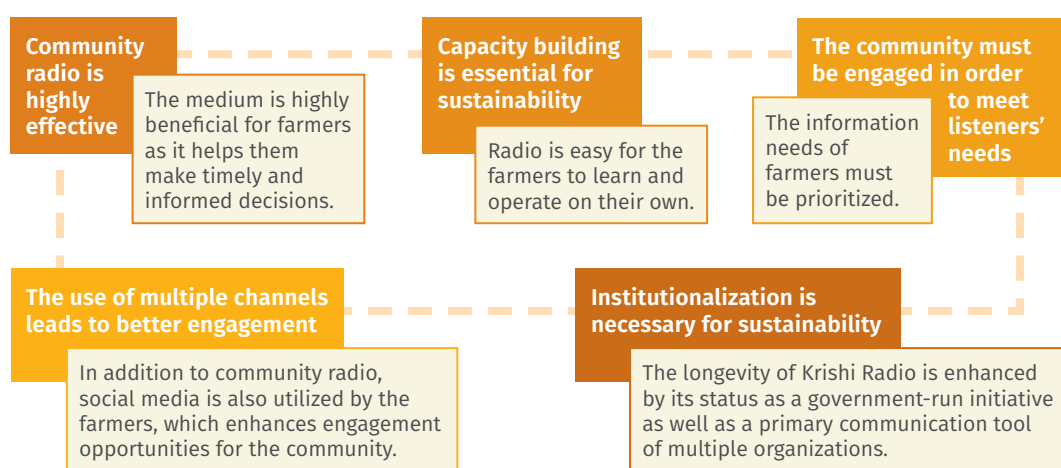 Community
radio is
highly
effective
The medium is highly
beneficial for farmers
as it helps them
make timely and
informed decisions.
Capacity building
is essential for
sustainability
Radio is easy for the
farmers to learn and
operate on their own.
The community must
be engaged in order
to meet
listeners’
needs
The information
needs of
farmers must
be prioritized.
The use of multiple channels
leads to better engagement
In addition to community radio,
social media is also utilized by the
farmers, which enhances engagement
opportunities for the community.
Institutionalization is
necessary for sustainability
The longevity of Krishi Radio is enhanced
by its status as a government-run initiative
as well as a primary communication tool
of multiple organizations.